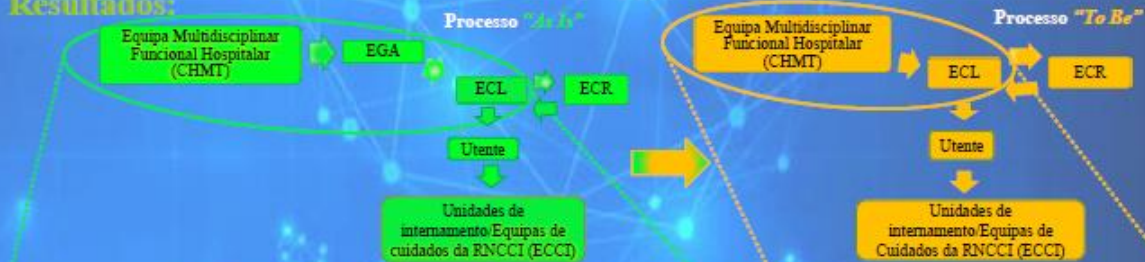 Resultados:
Processo "As Is"
Equipa Multidisciplinar
Funcional Hospitalar
(CHMT)
EGA
ECL
ECR
Utente
Unidades de
internamento/Equipas de
cuidados da RNCCI (ECCI)
Processo "To Be"
Equipa Multidisciplinar
Funcional Hospitalar
(CHMT)
ECL
ECR
Utente
Unidades de
internamento/Equipas de
Cuidados da RNCCI (ECCI)